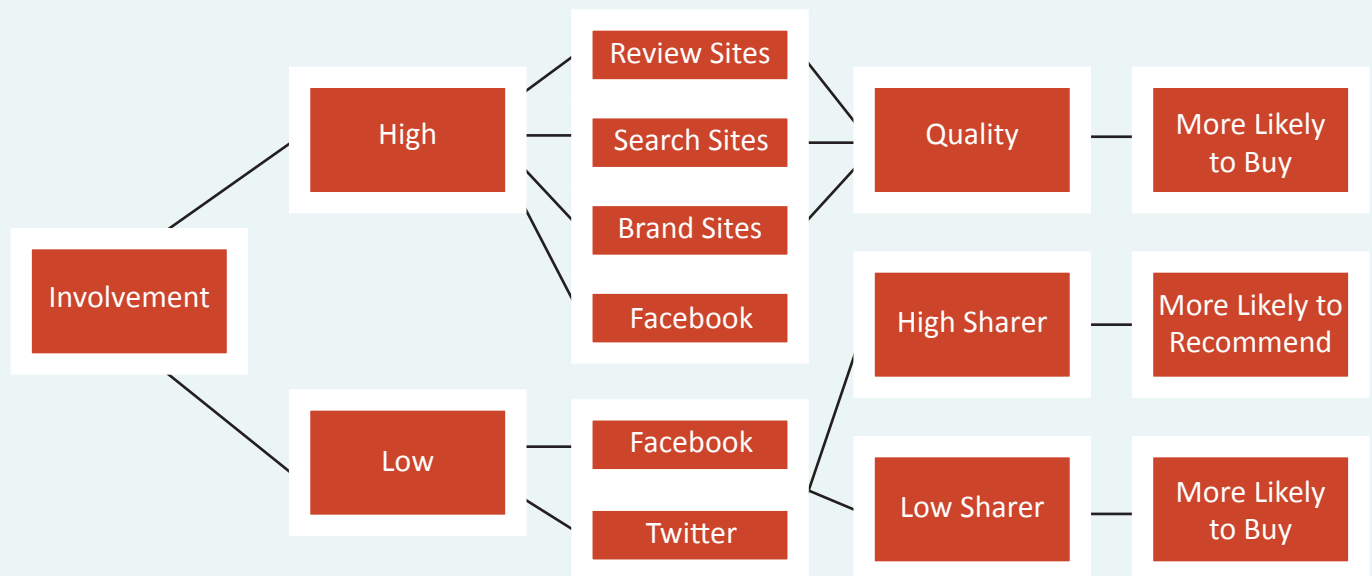 Involvement
High
Low
Review Sites
Search Sites
Brand Sites
Facebook
Facebook
Twitter
Quality
High Sharer
Low Sharer
More Likely
to Buy
More Likely to
Recommend
More Likely
to Buy